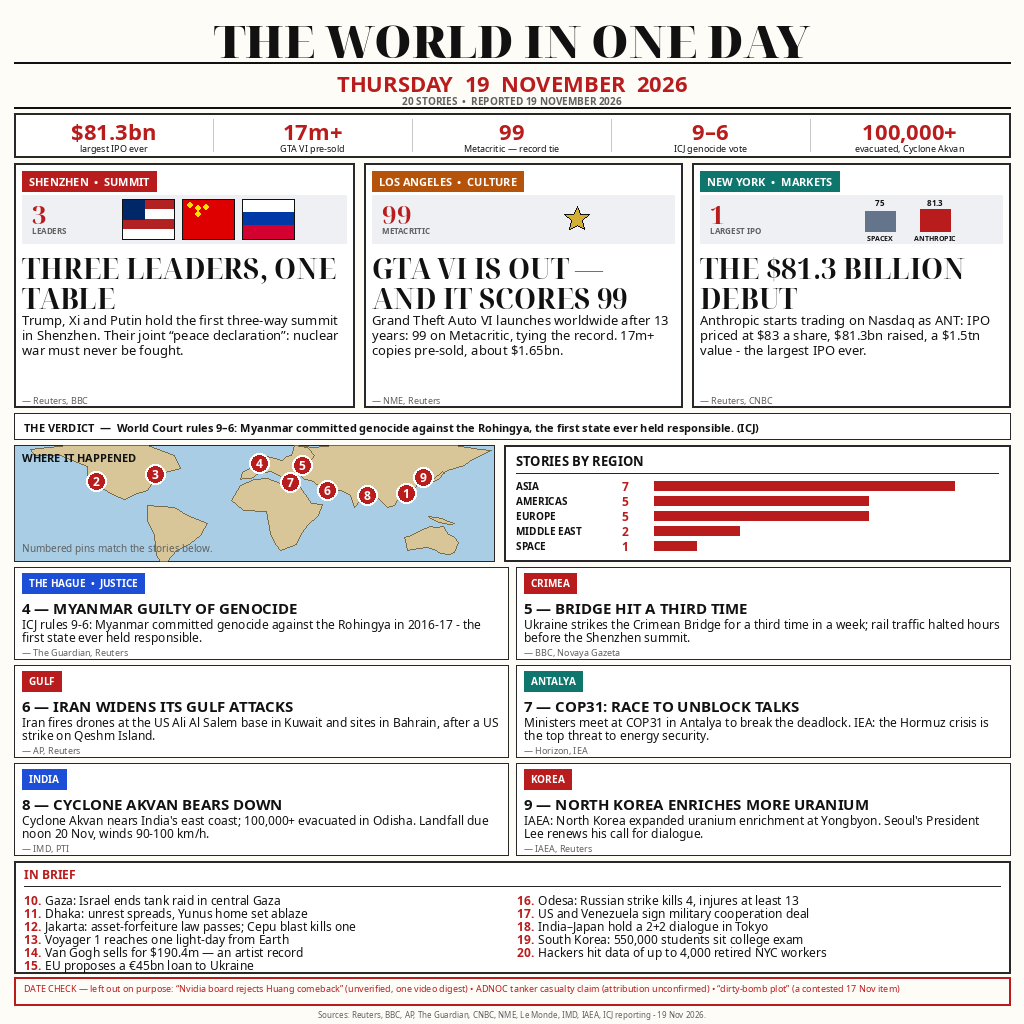 THE WORLD IN ONE DAY
THURSDAY 19 NOVEMBER 2026
20 STORIES • REPORTED 19 NOVEMBER 2026
$81.3bn
largest IPO ever
17m+
GTA VI pre-sold
99
Metacritic — record tie
9–6
ICJ genocide vote
100,000+
evacuated, Cyclone Akvan
SHENZHEN • SUMMIT
3
LEADERS
THREE LEADERS, ONE
TABLE
Trump, Xi and Putin hold the first three-way summit
in Shenzhen. Their joint “peace declaration”: nuclear
war must never be fought.
— Reuters, BBC
LOS ANGELES • CULTURE
99
METACRITIC
GTA VI IS OUT —
AND IT SCORES 99
Grand Theft Auto VI launches worldwide after 13
years: 99 on Metacritic, tying the record. 17m+
copies pre-sold, about $1.65bn.
— NME, Reuters
NEW YORK • MARKETS
1
LARGEST IPO
75
SPACEX
81.3
ANTHROPIC
THE $81.3 BILLION
DEBUT
Anthropic starts trading on Nasdaq as ANT: IPO
priced at $83 a share, $81.3bn raised, a $1.5tn
value - the largest IPO ever.
— Reuters, CNBC
THE VERDICT — World Court rules 9–6: Myanmar committed genocide against the Rohingya, the first state ever held responsible. (ICJ)
WHERE IT HAPPENED
2
3
4
5
7
6
8
1
9
Numbered pins match the stories below.
STORIES BY REGION
ASIA 7
AMERICAS 5
EUROPE 5
MIDDLE EAST 2
SPACE 1
THE HAGUE • JUSTICE
4 — MYANMAR GUILTY OF GENOCIDE
ICJ rules 9-6: Myanmar committed genocide against the Rohingya in 2016-17 - the
first state ever held responsible.
— The Guardian, Reuters
CRIMEA
5 — BRIDGE HIT A THIRD TIME
Ukraine strikes the Crimean Bridge for a third time in a week; rail traffic halted hours
before the Shenzhen summit.
— BBC, Novaya Gazeta
GULF
6 — IRAN WIDENS ITS GULF ATTACKS
Iran fires drones at the US Ali Al Salem base in Kuwait and sites in Bahrain, after a US
strike on Qeshm Island.
— AP, Reuters
ANTALYA
7 — COP31: RACE TO UNBLOCK TALKS
Ministers meet at COP31 in Antalya to break the deadlock. IEA: the Hormuz crisis is
the top threat to energy security.
— Horizon, IEA
INDIA
8 — CYCLONE AKVAN BEARS DOWN
Cyclone Akvan nears India's east coast; 100,000+ evacuated in Odisha. Landfall due
noon 20 Nov, winds 90-100 km/h.
— IMD, PTI
KOREA
9 — NORTH KOREA ENRICHES MORE URANIUM
IAEA: North Korea expanded uranium enrichment at Yongbyon. Seoul's President
Lee renews his call for dialogue.
— IAEA, Reuters
IN BRIEF
10. Gaza: Israel ends tank raid in central Gaza
11. Dhaka: unrest spreads, Yunus home set ablaze
12. Jakarta: asset-forfeiture law passes; Cepu blast kills one
13. Voyager 1 reaches one light-day from Earth
14. Van Gogh sells for $190.4m — an artist record
15. EU proposes a €45bn loan to Ukraine
16. Odesa: Russian strike kills 4, injures at least 13
17. US and Venezuela sign military cooperation deal
18. India–Japan hold a 2+2 dialogue in Tokyo
19. South Korea: 550,000 students sit college exam
20. Hackers hit data of up to 4,000 retired NYC workers
DATE CHECK — left out on purpose: “Nvidia board rejects Huang comeback” (unverified, one video digest) • ADNOC tanker casualty claim (attribution unconfirmed) • “dirty-bomb plot” (a contested 17 Nov item)
Sources: Reuters, BBC, AP, The Guardian, CNBC, NME, Le Monde, IMD, IAEA, ICJ reporting - 19 Nov 2026.